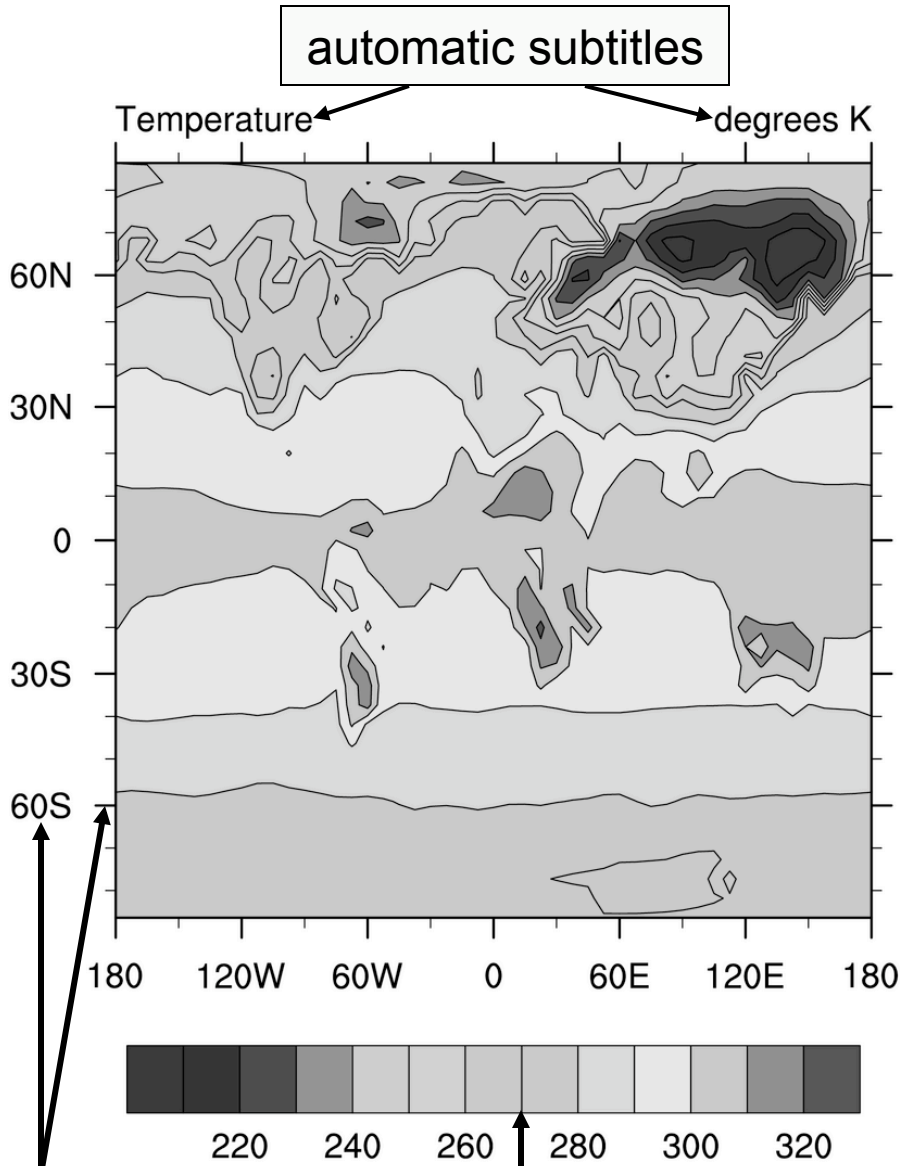 automatic subtitles
Temperature degrees K
60N
30N
0
30S
60S
180 120W 60W 0 60E 120E 180
220 240 260 280 300 320